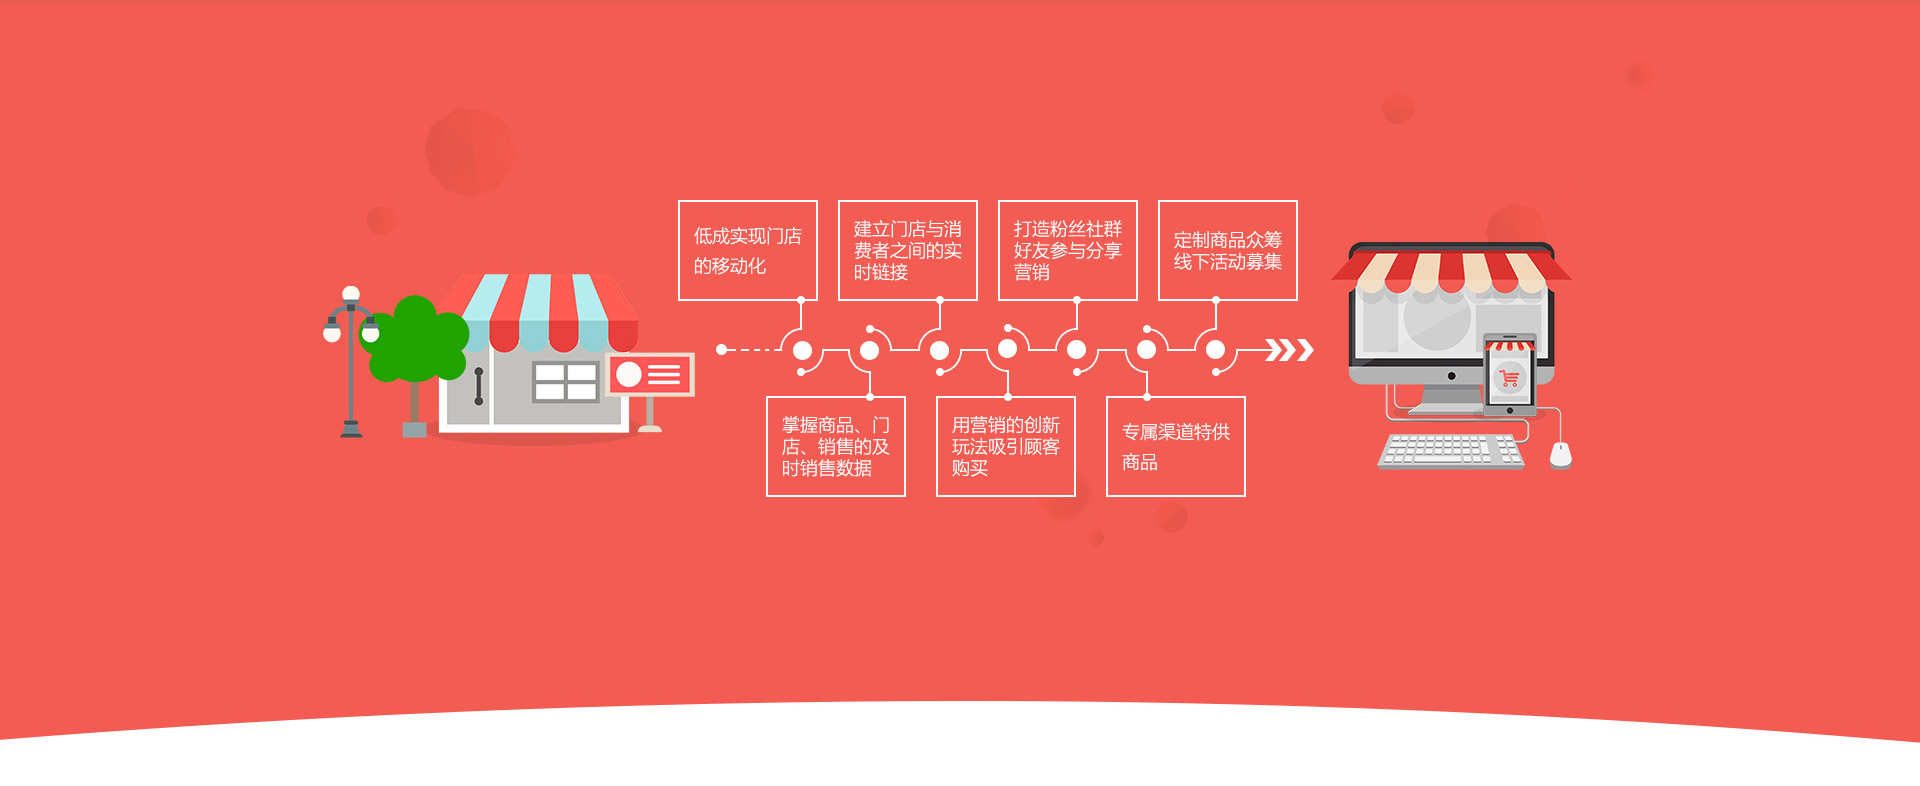 低成实现门店
的移动化
建立门店与消
费者之间的实
时链接
打造粉丝社群
好友参与分享
营销
定制商品众筹
线下活动募集
掌握商品、门
店、销售的及
时销售数据
用营销的创新
玩法吸引顾客
购买
专属渠道特供
商品